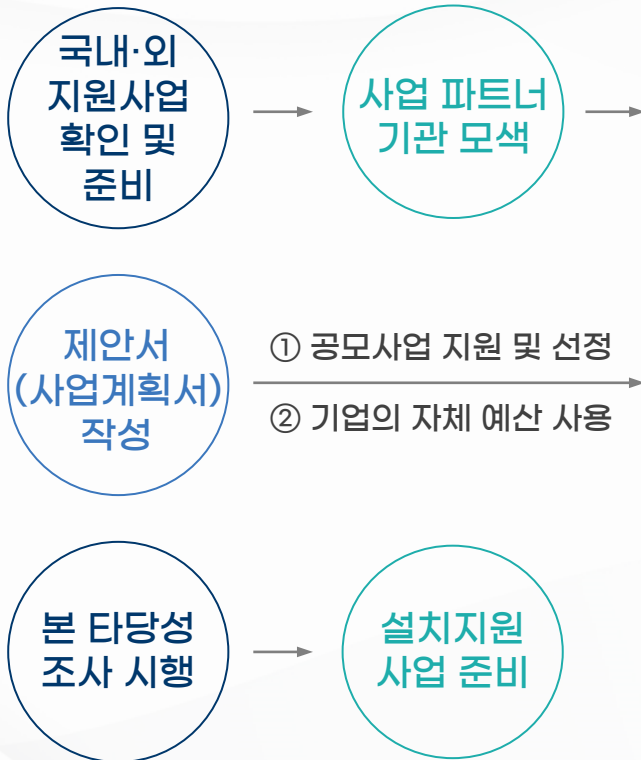 국내·외
지원사업
확인 및
준비
사업 파트너
기관 모색
제안서
(사업계획서)
작성
① 공모사업 지원 및 선정
② 기업의 자체 예산 사용
본 타당성
조사 시행
설치지원
사업 준비